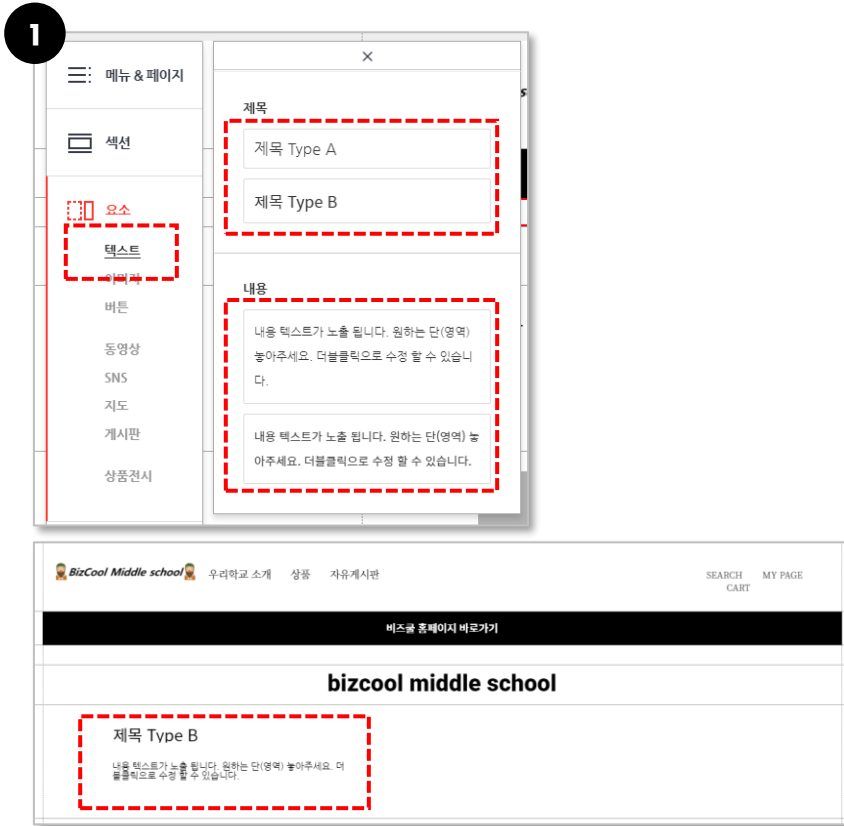 1
메뉴 & 페이지
섹션
요소
텍스트
이미지
버튼
동영상
SNS
지도
게시판
상품전시
×
제목
제목 Type A
제목 Type B
내용
내용 텍스트가 노출 됩니다. 원하는 단(영역)
놓아주세요. 더블클릭으로 수정 할 수 있습니
다.
내용 텍스트가 노출 됩니다. 원하는 단(영역) 놓
아주세요. 더블클릭으로 수정 할 수 있습니다.
BizCool Middle school 우리학교 소개 상품 자유게시판
SEARCH MY PAGE
CART
비즈쿨 홈페이지 바로가기
bizcool middle school
제목 Type B
내용 텍스트가 노출 됩니다. 원하는 단(영역) 놓아주세요. 더
블클릭으로 수정 할 수 있습니다.